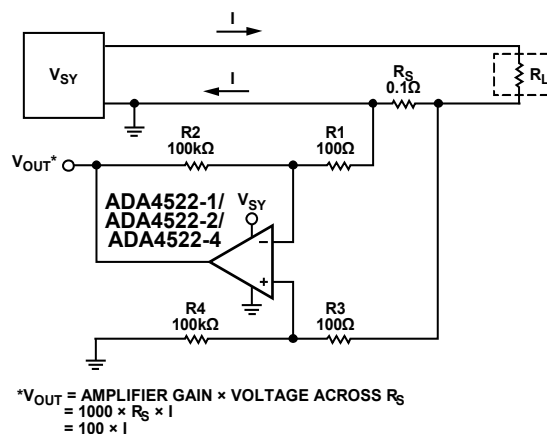 I
V_SY
I
R_S
0.1Ω
R_L
R2
100kΩ
R1
100Ω
V_OUT*
ADA4522-1/
ADA4522-2/
ADA4522-4
V_SY
−
+
R4
100kΩ
R3
100Ω
*V_OUT = AMPLIFIER GAIN × VOLTAGE ACROSS R_S
= 1000 × R_S × I
= 100 × I